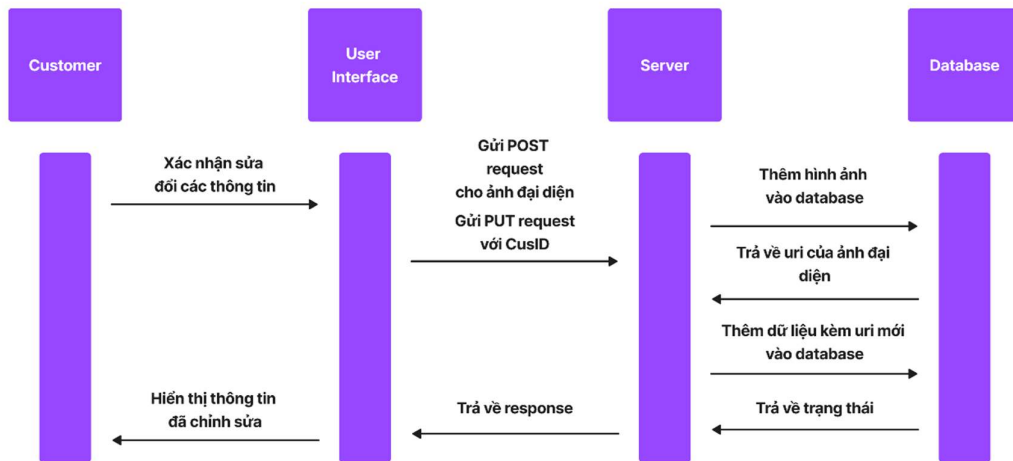 Customer
User
Interface
Server
Database
Xác nhận sửa
đổi các thông tin
Gửi POST
request
cho ảnh đại diện
Gửi PUT request
với CusID
Thêm hình ảnh
vào database
Trả về uri của ảnh đại
diện
Thêm dữ liệu kèm uri mới
vào database
Trả về trạng thái
Trả về response
Hiển thị thông tin
đã chỉnh sửa